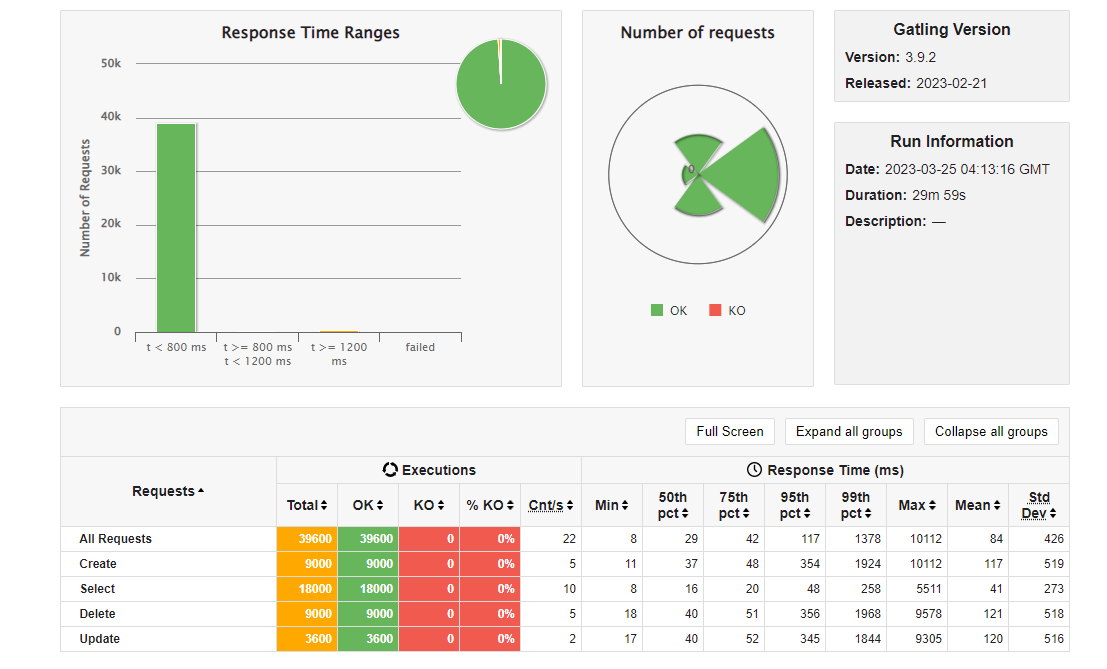 Response Time Ranges
50k
40k
30k
20k
10k
0
Number of Requests
t < 800 ms
t >= 800 ms
t < 1200 ms
t >= 1200
ms
failed
Number of requests
0
OK
KO
Gatling Version
Version: 3.9.2
Released: 2023-02-21
Run Information
Date: 2023-03-25 04:13:16 GMT
Duration: 29m 59s
Description: —
Full Screen
Expand all groups
Collapse all groups
Requests
Executions
Response Time (ms)
Total OK KO % KO Cnt/s Min 50th pct 75th pct 95th pct 99th pct Max Mean Std Dev
All Requests 39600 39600 0 0% 22 8 29 42 117 1378 10112 84 426
Create 9000 9000 0 0% 5 11 37 48 354 1924 10112 117 519
Select 18000 18000 0 0% 10 8 16 20 48 258 5511 41 273
Delete 9000 9000 0 0% 5 18 40 51 356 1968 9578 121 518
Update 3600 3600 0 0% 2 17 40 52 345 1844 9305 120 516